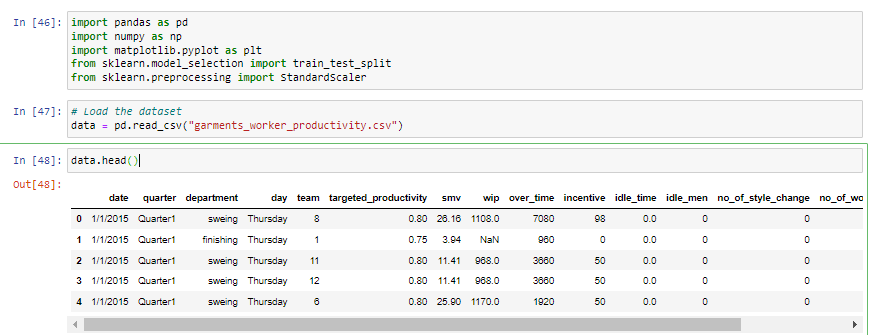 In [46]: import pandas as pd
import numpy as np
import matplotlib.pyplot as plt
from sklearn.model_selection import train_test_split
from sklearn.preprocessing import StandardScaler
In [47]: # Load the dataset
data = pd.read_csv("garments_worker_productivity.csv")
In [48]: data.head()
Out[48]:
date quarter department day team targeted_productivity smv wip over_time incentive idle_time idle_men no_of_style_change no_of_wo
0 1/1/2015 Quarter1 sweing Thursday 8 0.80 26.16 1108.0 7080 98 0.0 0 0
1 1/1/2015 Quarter1 finishing Thursday 1 0.75 3.94 NaN 960 0 0.0 0 0
2 1/1/2015 Quarter1 sweing Thursday 11 0.80 11.41 968.0 3660 50 0.0 0 0
3 1/1/2015 Quarter1 sweing Thursday 12 0.80 11.41 968.0 3660 50 0.0 0 0
4 1/1/2015 Quarter1 sweing Thursday 6 0.80 25.90 1170.0 1920 50 0.0 0 0